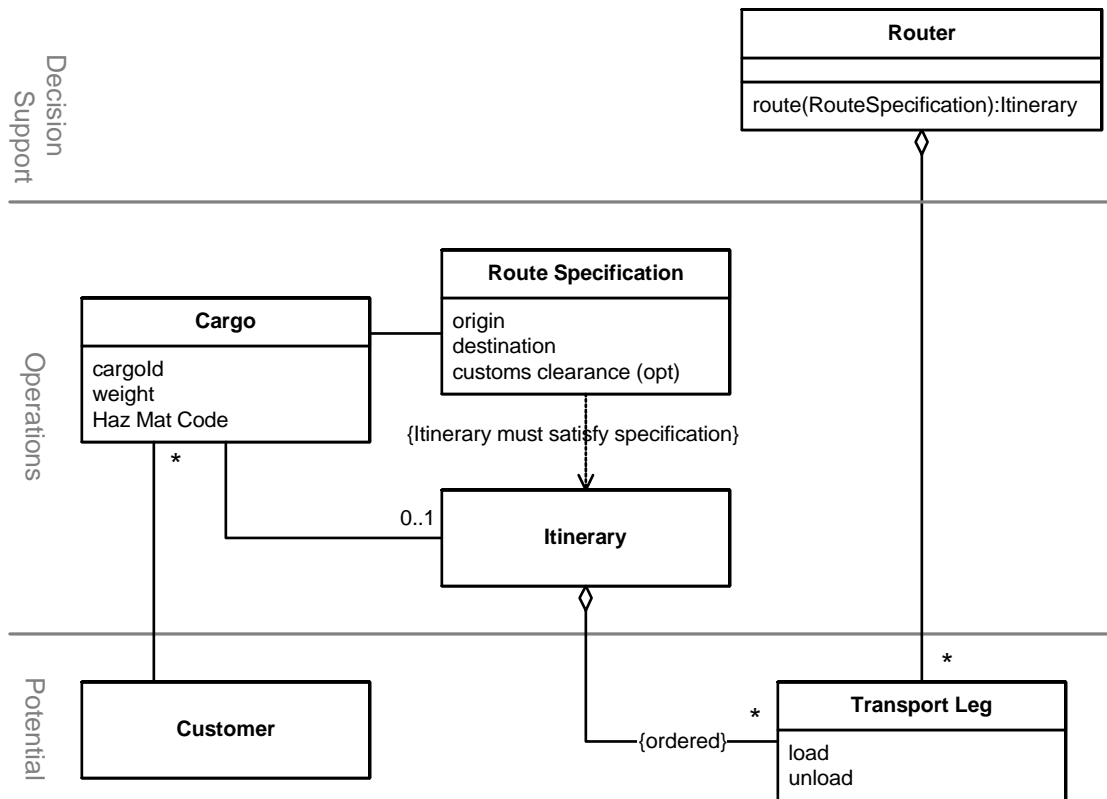 Decision
Support
Router
route(RouteSpecification):Itinerary
Operations
Route Specification
origin
destination
customs clearance (opt)
Cargo
cargoId
weight
Haz Mat Code
{Itinerary must satisfy specification}
*
0..1
Itinerary
Potential
Customer
*
*
{ordered}
Transport Leg
load
unload